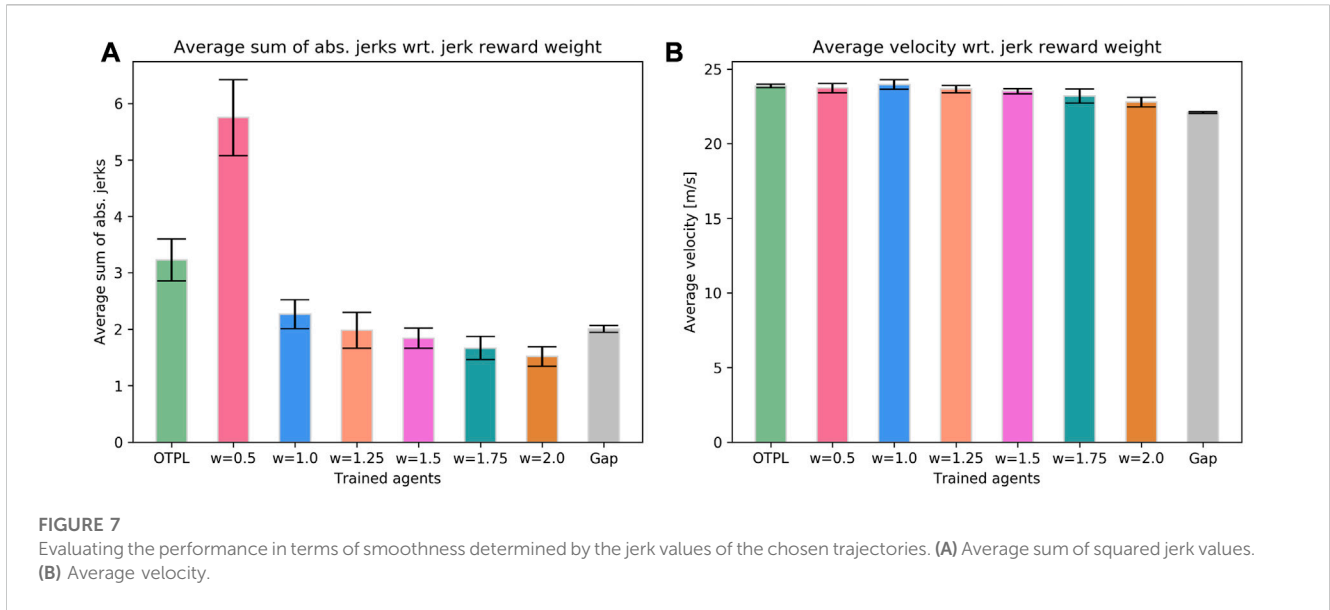 A
Average sum of abs. jerks wrt. jerk reward weight
Average sum of abs. jerks
6
5
4
3
2
1
0
OTPL w=0.5 w=1.0 w=1.25 w=1.5 w=1.75 w=2.0 Gap
Trained agents
B
Average velocity wrt. jerk reward weight
Average velocity [m/s]
25
20
15
10
5
0
OTPL w=0.5 w=1.0 w=1.25 w=1.5 w=1.75 w=2.0 Gap
Trained agents
FIGURE 7
Evaluating the performance in terms of smoothness determined by the jerk values of the chosen trajectories. (A) Average sum of squared jerk values.
(B) Average velocity.